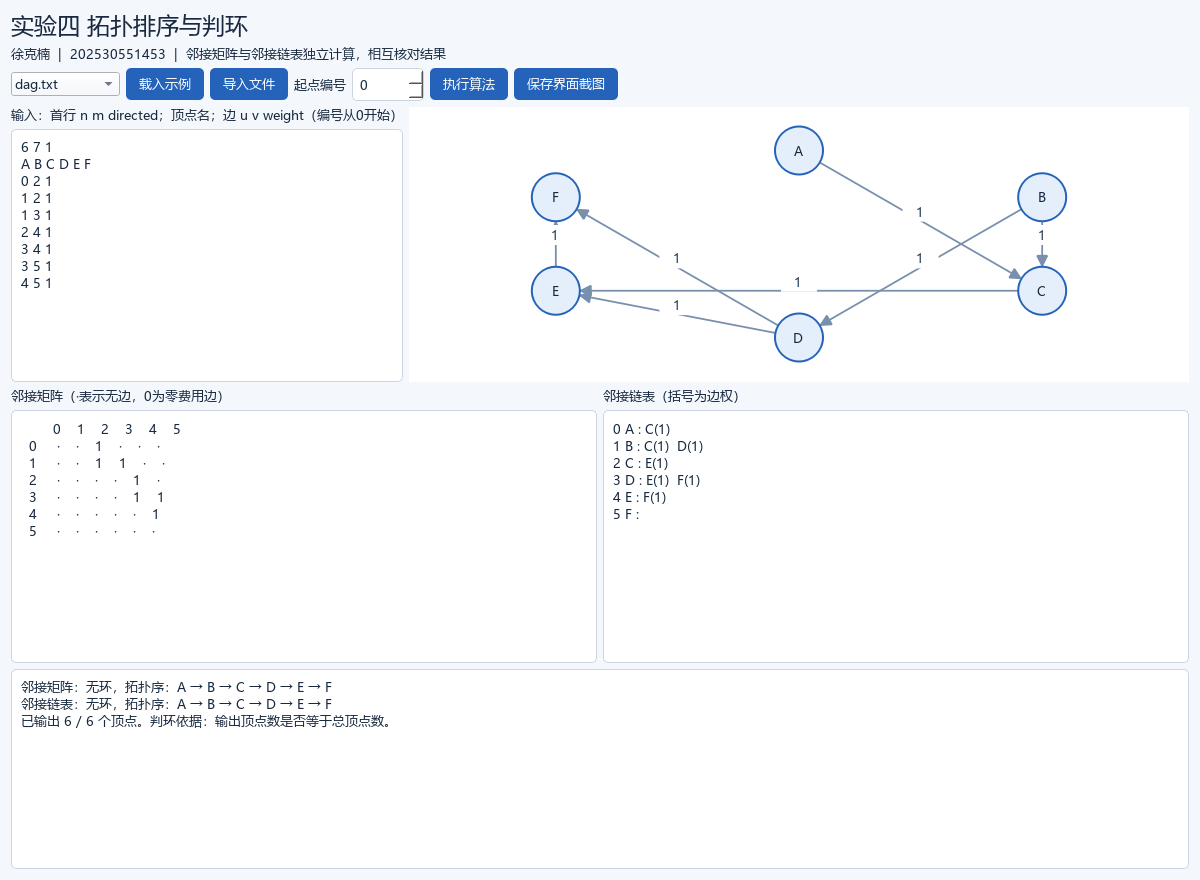 实验四 拓扑排序与判环
徐克楠 | 202530551453 | 邻接矩阵与邻接链表独立计算，相互核对结果
dag.txt 载入示例 导入文件 起点编号 0 执行算法 保存界面截图
输入：首行 n m directed；顶点名；边 u v weight（编号从0开始）
6 7 1
A B C D E F
0 2 1
1 2 1
1 3 1
2 4 1
3 4 1
3 5 1
4 5 1
A
F B
1
1 1
1 1
1
E C
1
D
邻接矩阵（·表示无边，0为零费用边）
0 1 2 3 4 5
0 · · 1 · · ·
1 · · 1 1 · ·
2 · · · · 1 ·
3 · · · · 1 1
4 · · · · · 1
5 · · · · · ·
邻接链表（括号为边权）
0 A : C(1)
1 B : C(1) D(1)
2 C : E(1)
3 D : E(1) F(1)
4 E : F(1)
5 F :
邻接矩阵：无环，拓扑序：A → B → C → D → E → F
邻接链表：无环，拓扑序：A → B → C → D → E → F
已输出 6 / 6 个顶点。判环依据：输出顶点数是否等于总顶点数。